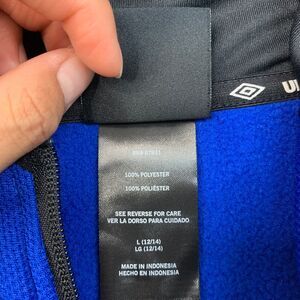 U
100% POLYESTER
100% POLIÉSTER
SEE REVERSE FOR CARE
VER LA DORSO PARA CUIDADO
L (12/14)
LG (12/14)
MADE IN INDONESIA
HECHO EN INDONESIA